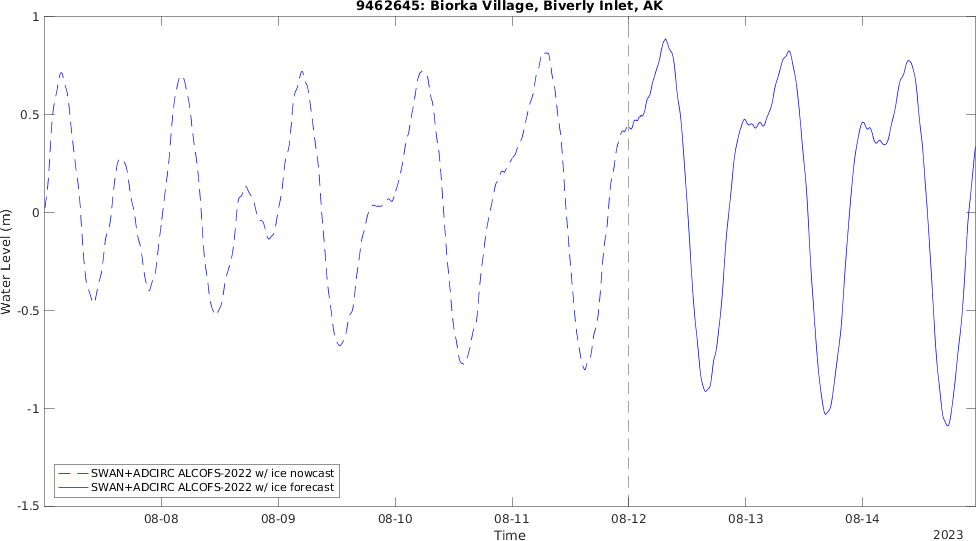 9462645: Biorka Village, Biverly Inlet, AK
Water Level (m)
1
0.5
0
-0.5
-1
-1.5
SWAN+ADCIRC ALCOFS-2022 w/ ice nowcast
SWAN+ADCIRC ALCOFS-2022 w/ ice forecast
08-08 08-09 08-10 08-11 08-12 08-13 08-14
Time
2023